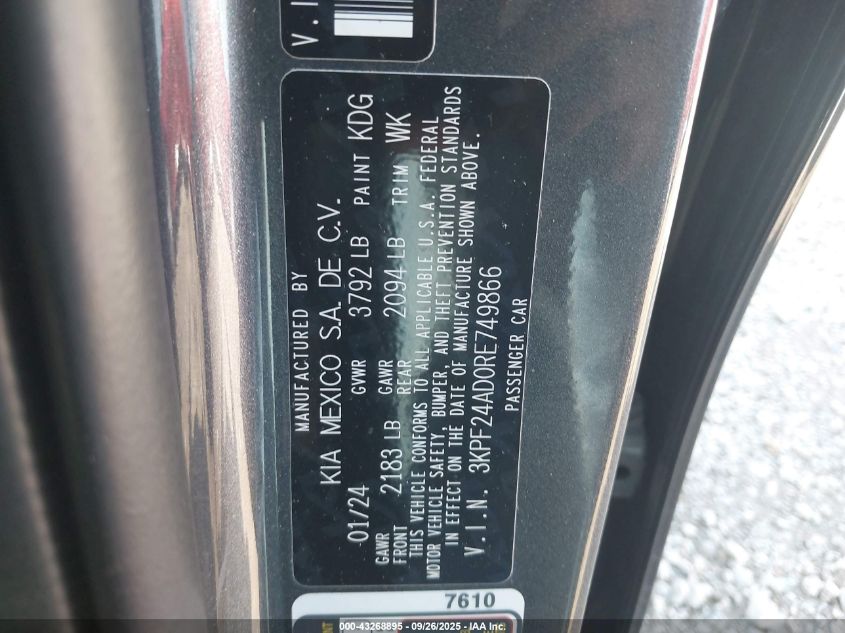 V.I
MANUFACTURED BY
KIA MEXICO S.A. DE C.V.
01/24 GVWR 3792 LB PAINT KDG
GAWR FRONT 2183 LB GAWR REAR 2094 LB TRIM WK
THIS VEHICLE CONFORMS TO ALL APPLICABLE U.S.A. FEDERAL
MOTOR VEHICLE SAFETY, BUMPER, AND THEFT PREVENTION STANDARDS
IN EFFECT ON THE DATE OF MANUFACTURE SHOWN ABOVE.
V.I.N. 3KPF24AD0RE749866
PASSENGER CAR
7610
000-43268895 - 09/26/2025 - IAA Inc.